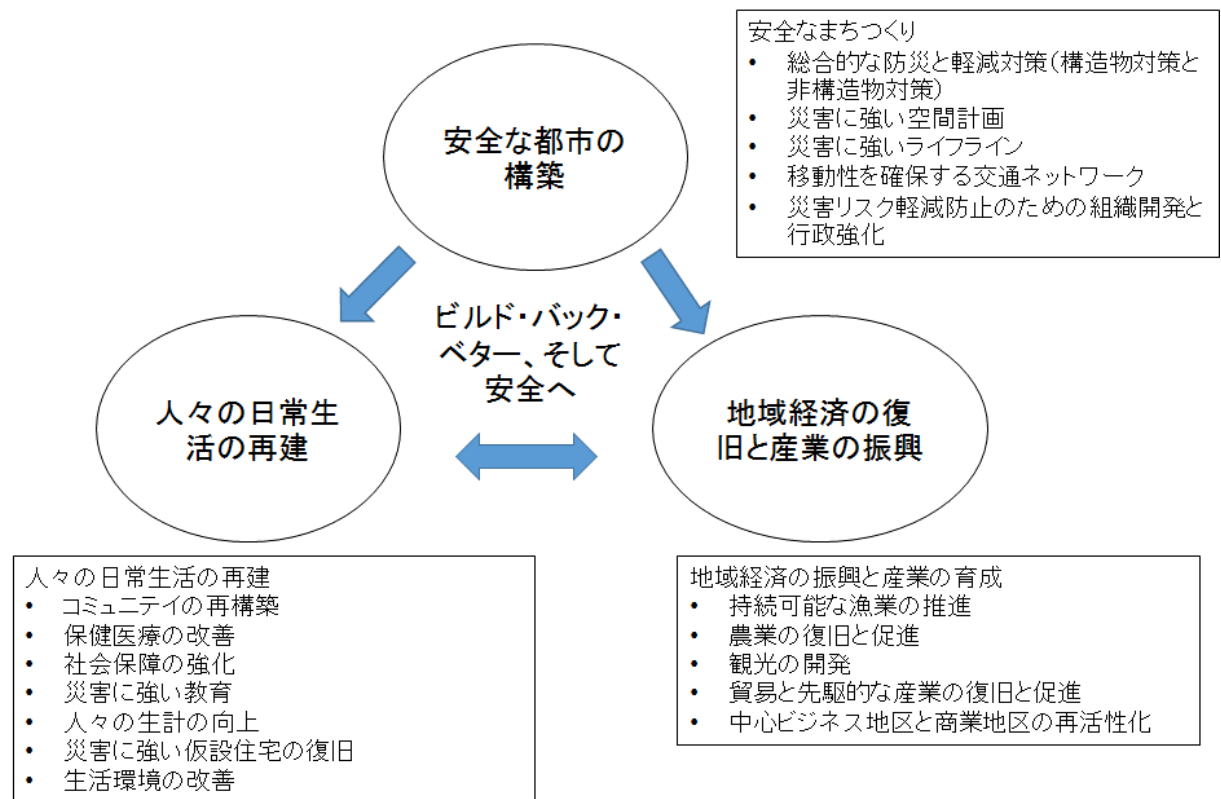 安全なまちつくり
• 総合的な防災と軽減対策(構造物対策と
非構造物対策)
• 災害に強い空間計画
• 災害に強いライフライン
• 移動性を確保する交通ネットワーク
• 災害リスク軽減防止のための組織開発と
行政強化
安全な都市の
構築
ビルド・バック・
ベター、そして
安全へ
人々の日常生
活の再建
地域経済の復
旧と産業の振興
人々の日常生活の再建
• コミュニテイの再構築
• 保健医療の改善
• 社会保障の強化
• 災害に強い教育
• 人々の生計の向上
• 災害に強い仮設住宅の復旧
• 生活環境の改善
地域経済の振興と産業の育成
• 持続可能な漁業の推進
• 農業の復旧と促進
• 観光の開発
• 貿易と先駆的な産業の復旧と促進
• 中心ビジネス地区と商業地区の再活性化